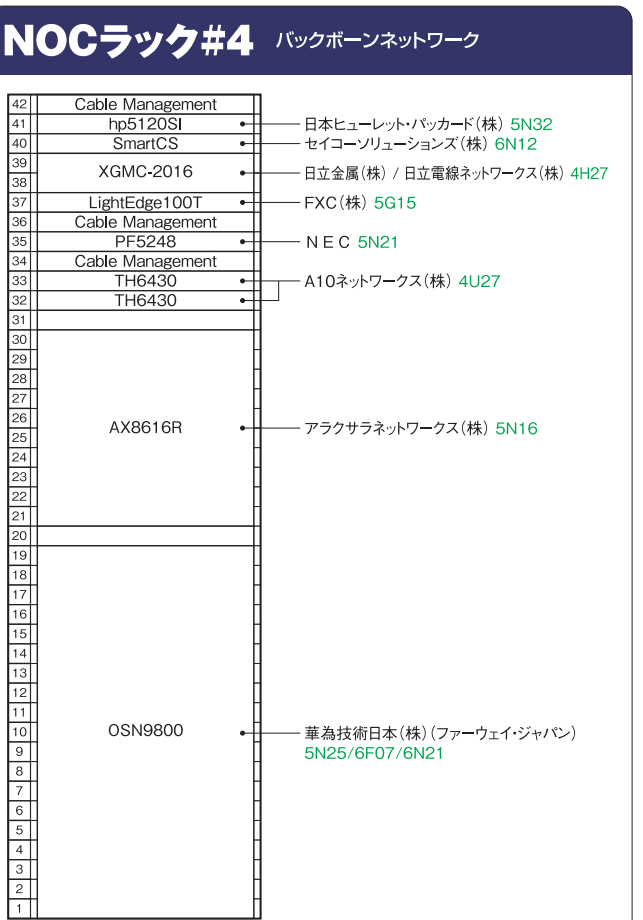 NOCラック#4 バックボーンネットワーク
42 Cable Management
41 hp5120SI 日本ヒューレット・パッカード(株) 5N32
40 SmartCS セイコーソリューションズ(株) 6N12
39
XGMC-2016 日立金属(株) / 日立電線ネットワークス(株) 4H27
38
37 LightEdge100T FXC(株) 5G15
36 Cable Management
35 PF5248 NEC 5N21
34 Cable Management
33 TH6430 A10ネットワークス(株) 4U27
32 TH6430
31
30
29
28
27
26
AX8616R アラクサラネットワークス(株) 5N16
25
24
23
22
21
20
19
18
17
16
15
14
13
12
11
10 OSN9800 華為技術日本(株)(ファーウェイ・ジャパン)
9 5N25/6F07/6N21
8
7
6
5
4
3
2
1